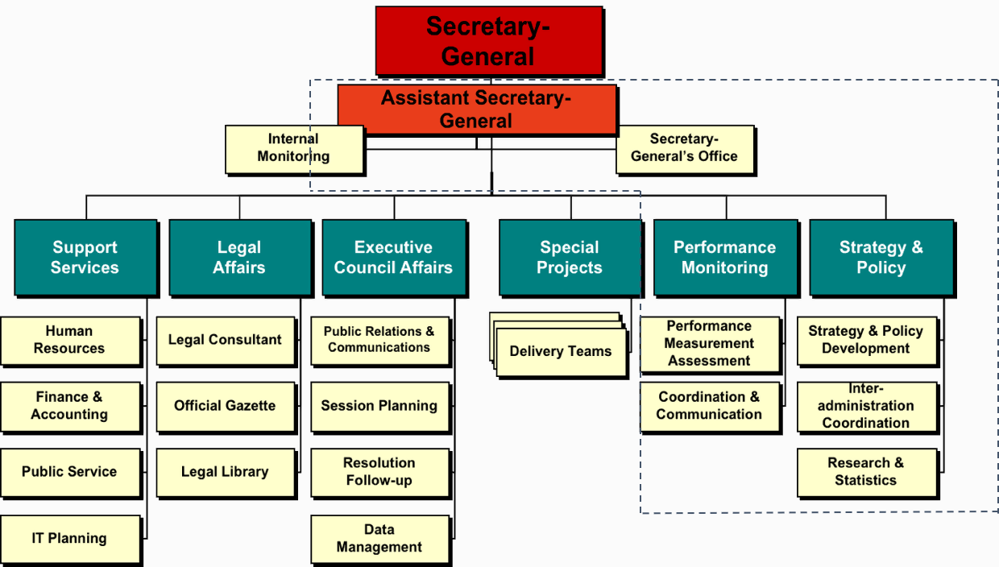 Secretary-
General
Assistant Secretary-
General
Internal
Monitoring
Secretary-
General’s Office
Support
Services
Legal
Affairs
Executive
Council Affairs
Special
Projects
Performance
Monitoring
Strategy &
Policy
Human
Resources
Finance &
Accounting
Public Service
IT Planning
Legal Consultant
Official Gazette
Legal Library
Public Relations &
Communications
Session Planning
Resolution
Follow-up
Data
Management
Delivery Teams
Performance
Measurement
Assessment
Coordination &
Communication
Strategy & Policy
Development
Inter-
administration
Coordination
Research &
Statistics